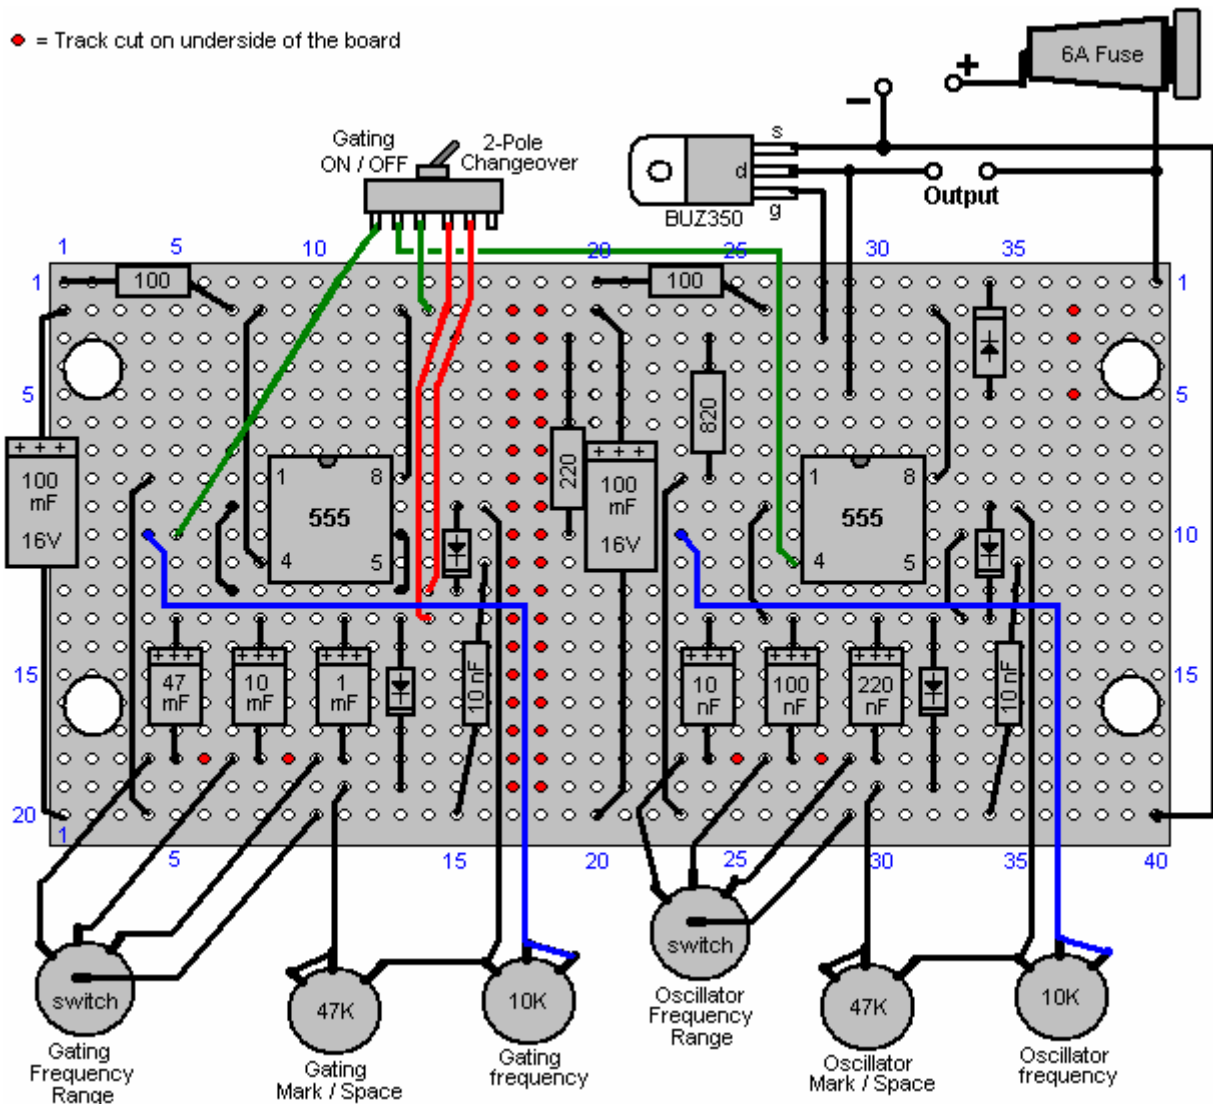 = Track cut on underside of the board
6A Fuse
+
−
Gating
ON / OFF
2-Pole
Changeover
s
d
g
BUZ350
Output
1 5 10 20 25 30 35
1 100 100 1
5 5
820
220
+ + +
100
mF
16V
1 8
555
4 5
+ + +
100
mF
16V
1 8
555
4 5
10
15 15
+++
47
mF
+++
10
mF
+++
1
mF
10 nF
10
nF
100
nF
220
nF
10 nF
20
1
5 15 20 25 30 35 40
switch
Gating
Frequency
Range
47K
Gating
Mark / Space
10K
Gating
frequency
switch
Oscillator
Frequency
Range
47K
Oscillator
Mark / Space
10K
Oscillator
frequency